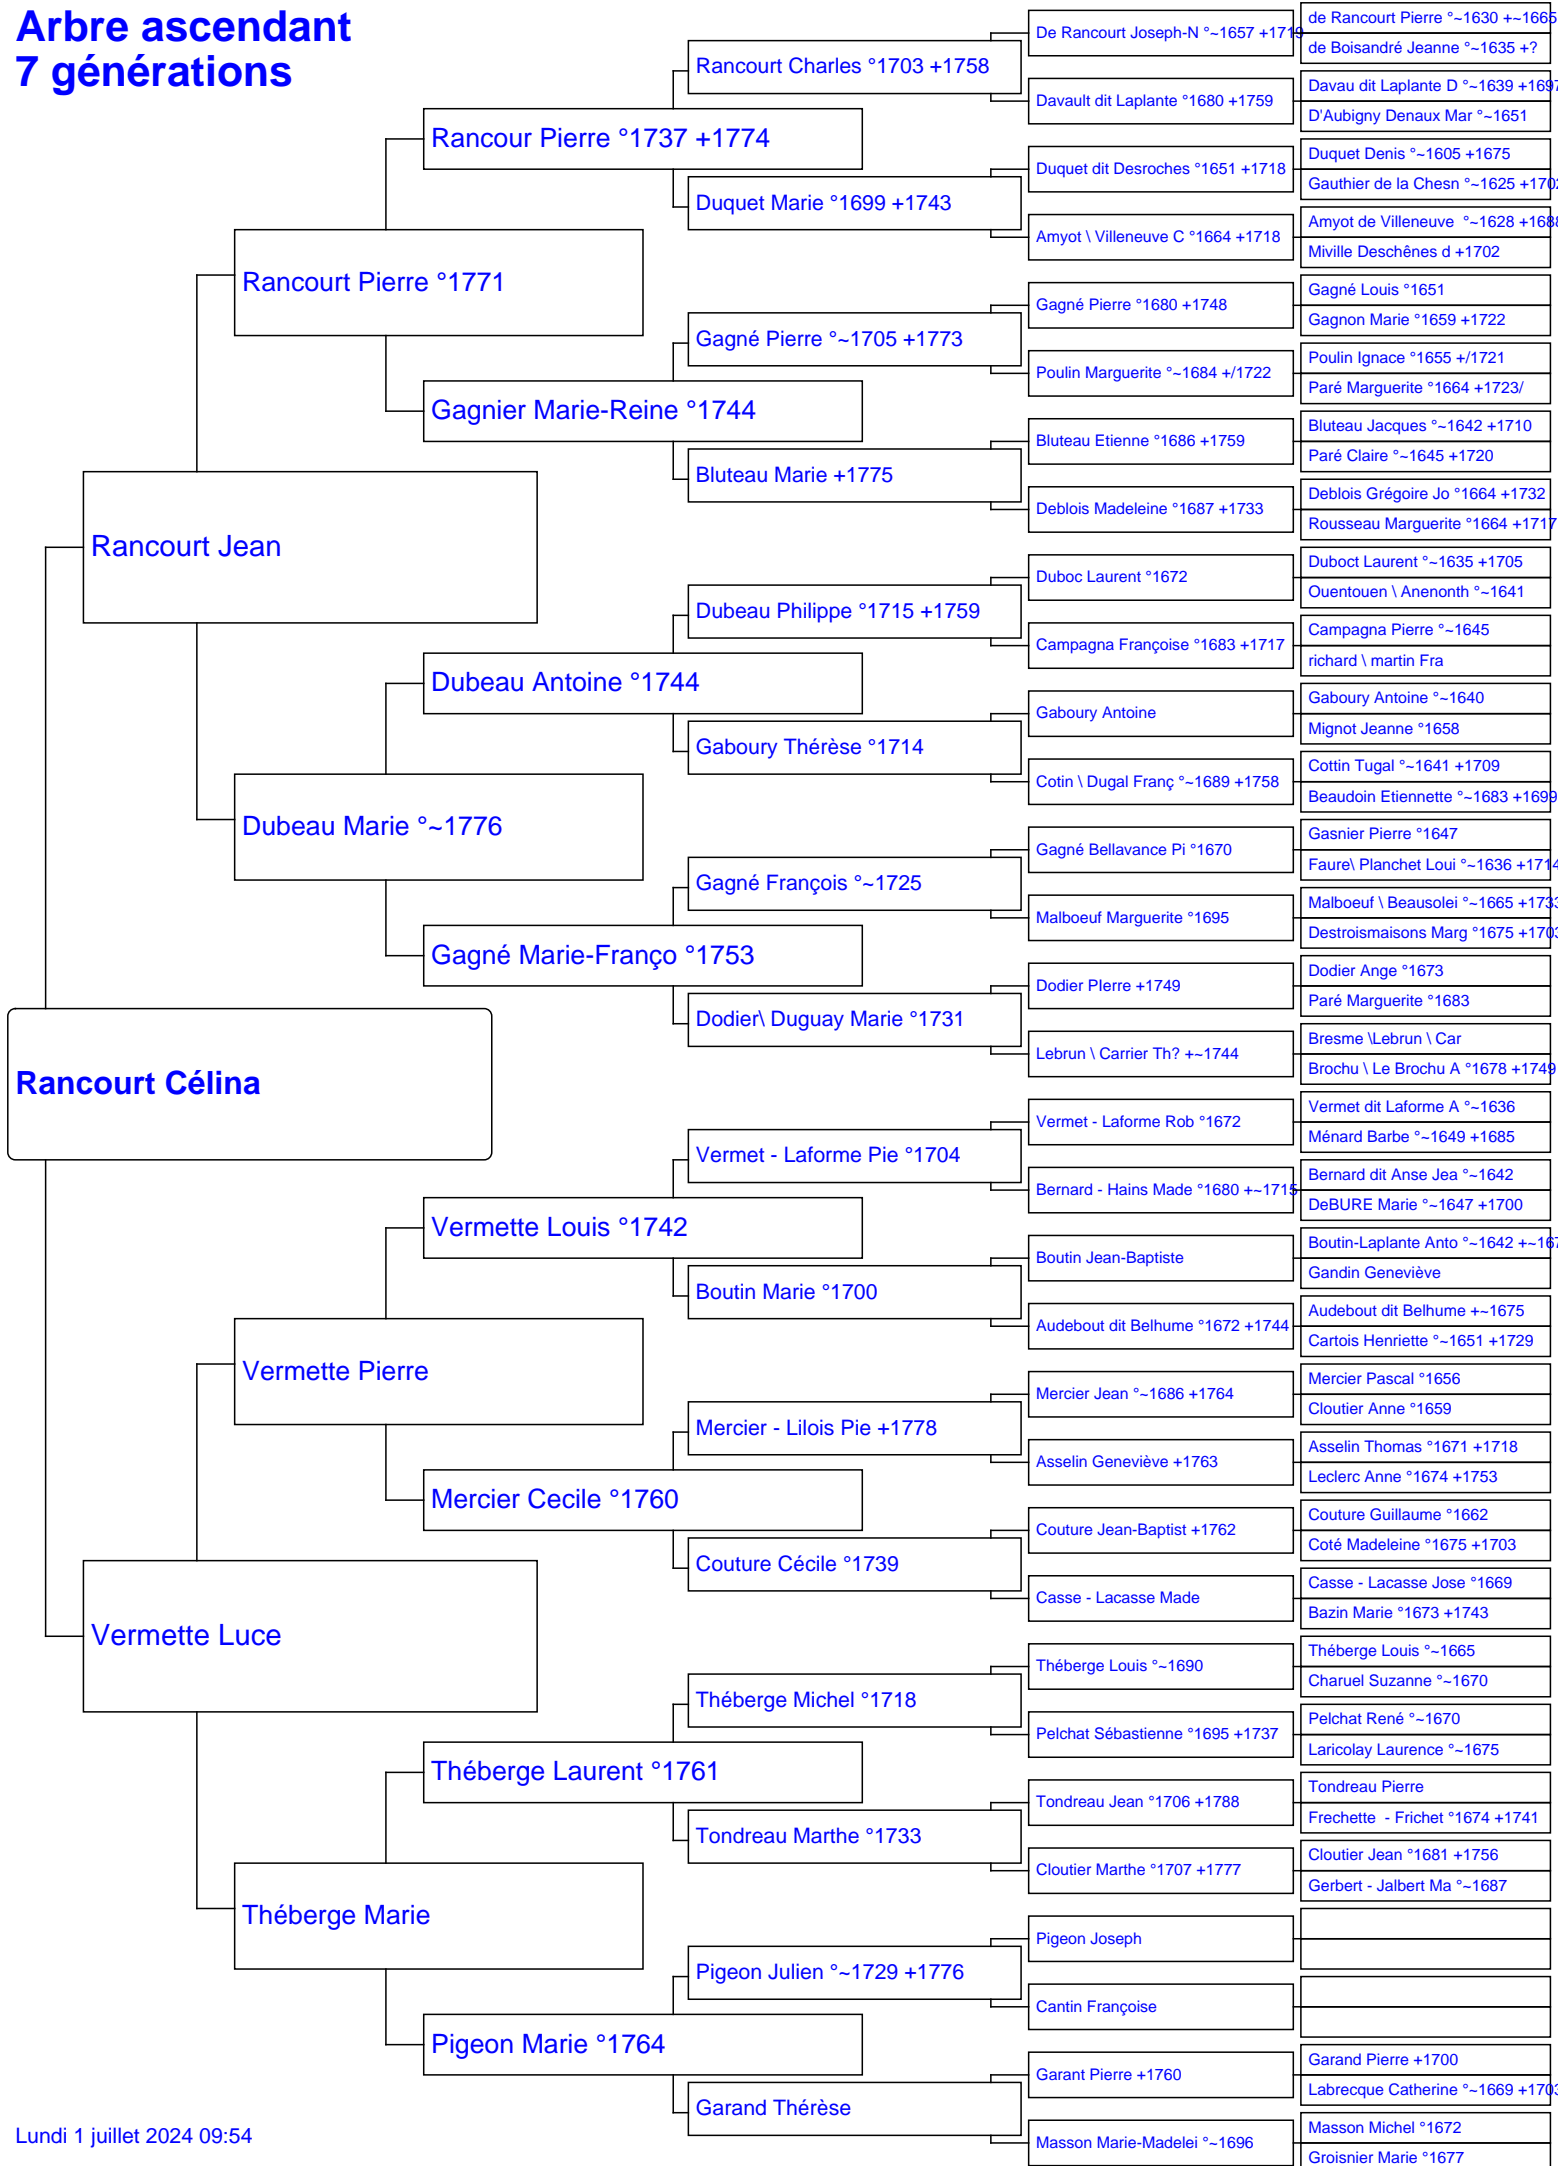 Arbre ascendant
7 générations
Rancourt Célina
Rancourt Jean
Vermette Luce
Rancourt Pierre °1771
Dubeau Marie °~1776
Vermette Pierre
Théberge Marie
Rancour Pierre °1737 +1774
Gagnier Marie-Reine °1744
Dubeau Antoine °1744
Gagné Marie-Franço °1753
Vermette Louis °1742
Mercier Cecile °1760
Théberge Laurent °1761
Pigeon Marie °1764
Rancourt Charles °1703 +1758
Duquet Marie °1699 +1743
Gagné Pierre °~1705 +1773
Bluteau Marie +1775
Dubeau Philippe °1715 +1759
Gaboury Thérèse °1714
Gagné François °~1725
Dodier\ Duguay Marie °1731
Vermet - Laforme Pie °1704
Boutin Marie °1700
Mercier - Lilois Pie +1778
Couture Cécile °1739
Théberge Michel °1718
Tondreau Marthe °1733
Pigeon Julien °~1729 +1776
Garand Thérèse
De Rancourt Joseph-N °~1657 +1719
Davault dit Laplante °1680 +1759
Duquet dit Desroches °1651 +1718
Amyot \ Villeneuve C °1664 +1718
Gagné Pierre °1680 +1748
Poulin Marguerite °~1684 +/1722
Bluteau Etienne °1686 +1759
Deblois Madeleine °1687 +1733
Duboc Laurent °1672
Campagna Françoise °1683 +1717
Gaboury Antoine
Cotin \ Dugal Franç °~1689 +1758
Gagné Bellavance Pi °1670
Malboeuf Marguerite °1695
Dodier PIerre +1749
Lebrun \ Carrier Th? +~1744
Vermet - Laforme Rob °1672
Bernard - Hains Made °1680 +~1715
Boutin Jean-Baptiste
Audebout dit Belhume °1672 +1744
Mercier Jean °~1686 +1764
Asselin Geneviève +1763
Couture Jean-Baptist +1762
Casse - Lacasse Made
Théberge Louis °~1690
Pelchat Sébastienne °1695 +1737
Tondreau Jean °1706 +1788
Cloutier Marthe °1707 +1777
Pigeon Joseph
Cantin Françoise
Garant Pierre +1760
Masson Marie-Madelei °~1696
de Rancourt Pierre °~1630 +~1665
de Boisandré Jeanne °~1635 +?
Davau dit Laplante D °~1639 +1697
D'Aubigny Denaux Mar °~1651
Duquet Denis °~1605 +1675
Gauthier de la Chesn °~1625 +1702
Amyot de Villeneuve °~1628 +1688
Miville Deschênes d +1702
Gagné Louis °1651
Gagnon Marie °1659 +1722
Poulin Ignace °1655 +/1721
Paré Marguerite °1664 +1723/
Bluteau Jacques °~1642 +1710
Paré Claire °~1645 +1720
Deblois Grégoire Jo °1664 +1732
Rousseau Marguerite °1664 +1717
Duboct Laurent °~1635 +1705
Ouentouen \ Anenonth °~1641
Campagna Pierre °~1645
richard \ martin Fra
Gaboury Antoine °~1640
Mignot Jeanne °1658
Cottin Tugal °~1641 +1709
Beaudoin Etiennette °~1683 +1699
Gasnier Pierre °1647
Faure\ Planchet Loui °~1636 +1714
Malboeuf \ Beausolei °~1665 +1733
Destroismaisons Marg °1675 +1703
Dodier Ange °1673
Paré Marguerite °1683
Bresme \Lebrun \ Car
Brochu \ Le Brochu A °1678 +1749
Vermet dit Laforme A °~1636
Ménard Barbe °~1649 +1685
Bernard dit Anse Jea °~1642
DeBURE Marie °~1647 +1700
Boutin-Laplante Anto °~1642 +~167
Gandin Geneviève
Audebout dit Belhume +~1675
Cartois Henriette °~1651 +1729
Mercier Pascal °1656
Cloutier Anne °1659
Asselin Thomas °1671 +1718
Leclerc Anne °1674 +1753
Couture Guillaume °1662
Coté Madeleine °1675 +1703
Casse - Lacasse Jose °1669
Bazin Marie °1673 +1743
Théberge Louis °~1665
Charuel Suzanne °~1670
Pelchat René °~1670
Laricolay Laurence °~1675
Tondreau Pierre
Frechette - Frichet °1674 +1741
Cloutier Jean °1681 +1756
Gerbert - Jalbert Ma °~1687
Garand Pierre +1700
Labrecque Catherine °~1669 +1703
Masson Michel °1672
Groisnier Marie °1677
Lundi 1 juillet 2024 09:54